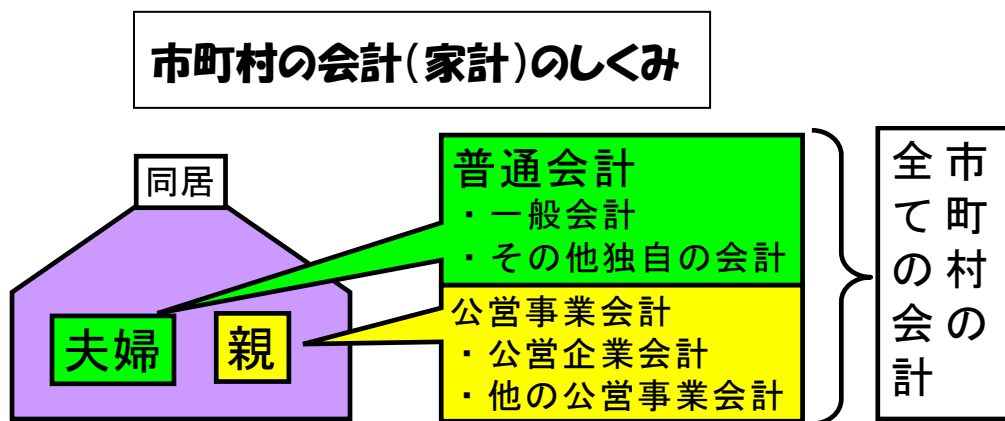 市町村の会計(家計)のしくみ
同居
夫婦
親
普通会計
・一般会計
・その他独自の会計
公営事業会計
・公営企業会計
・他の公営事業会計
市町村の
全ての会計